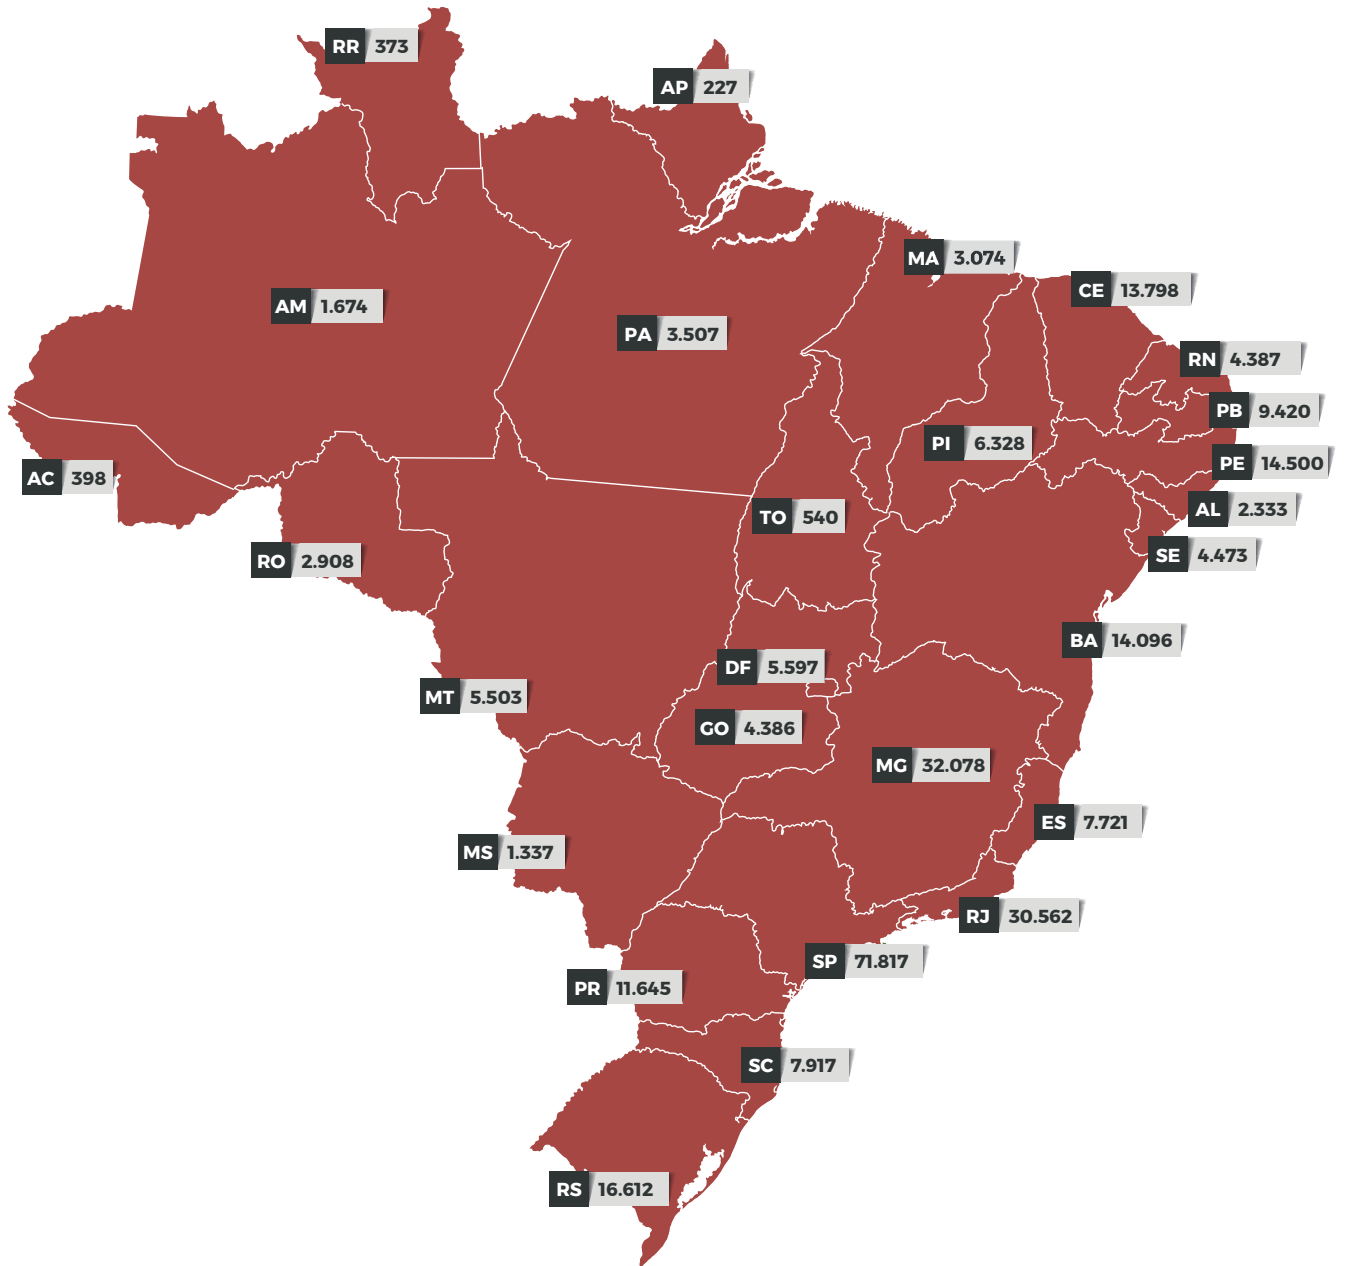 RR 373
AP 227
MA 3.074
CE 13.798
AM 1.674
PA 3.507
RN 4.387
PB 9.420
PI 6.328
PE 14.500
AC 398
AL 2.333
TO 540
SE 4.473
RO 2.908
BA 14.096
DF 5.597
MT 5.503
GO 4.386
MG 32.078
ES 7.721
MS 1.337
RJ 30.562
SP 71.817
PR 11.645
SC 7.917
RS 16.612